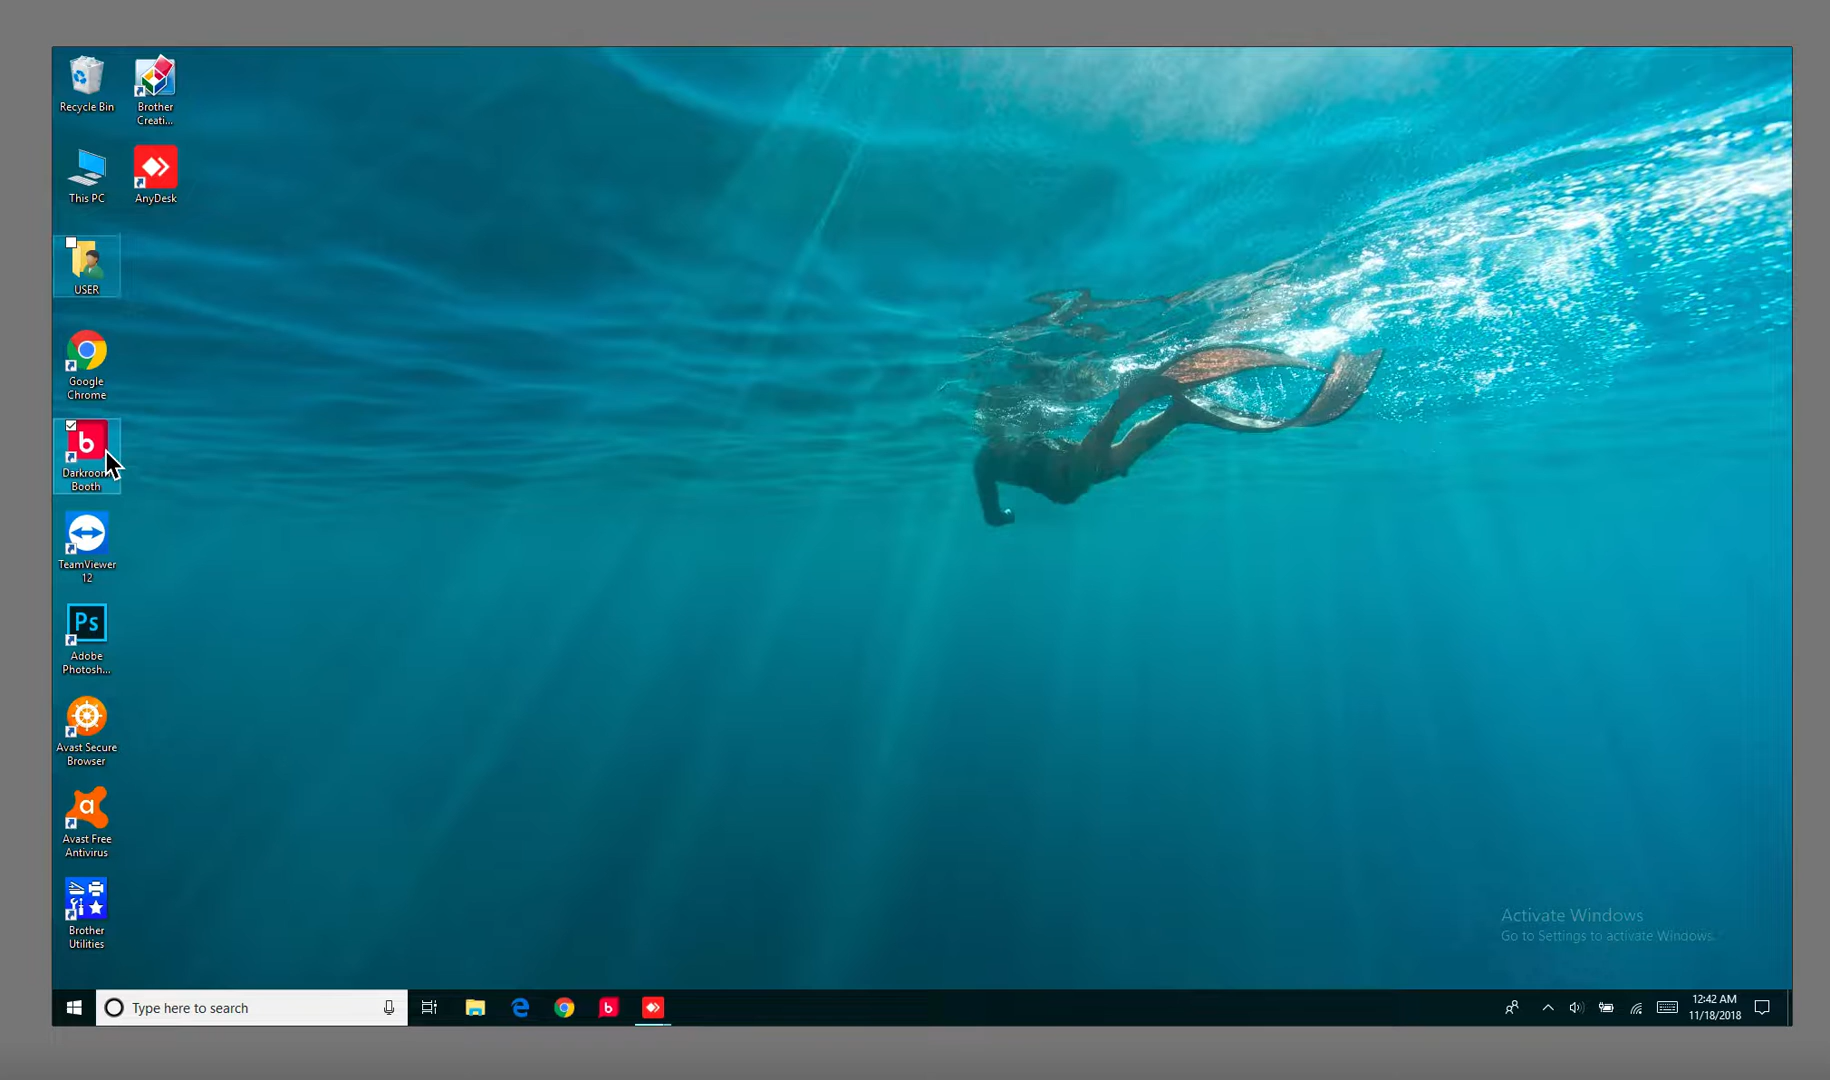 Recycle Bin
Brother
Creati...
This PC
AnyDesk
USER
Google
Chrome
b
Darkroom
Booth
TeamViewer
12
Ps
Adobe
Photosh...
Avast Secure
Browser
a
Avast Free
Antivirus
Brother
Utilities
Activate Windows
Go to Settings to activate Windows.
Type here to search
b
12:42 AM
11/18/2018